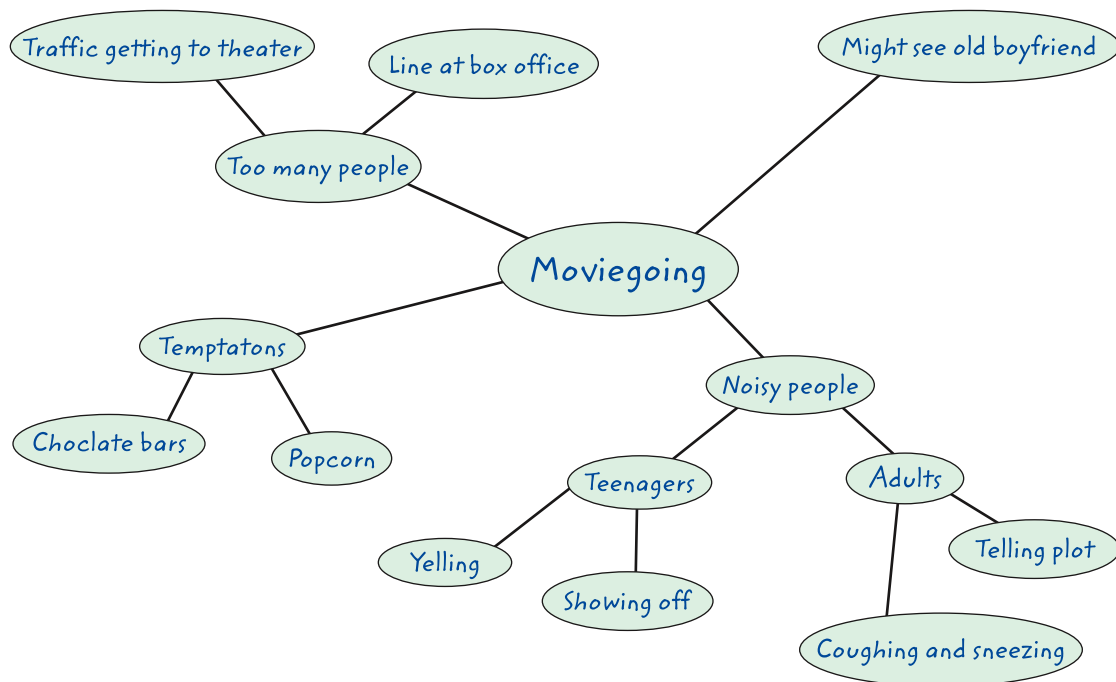 Traffic getting to theater
Line at box office
Might see old boyfriend
Too many people
Moviegoing
Temptatons
Noisy people
Choclate bars
Popcorn
Teenagers
Adults
Yelling
Telling plot
Showing off
Coughing and sneezing